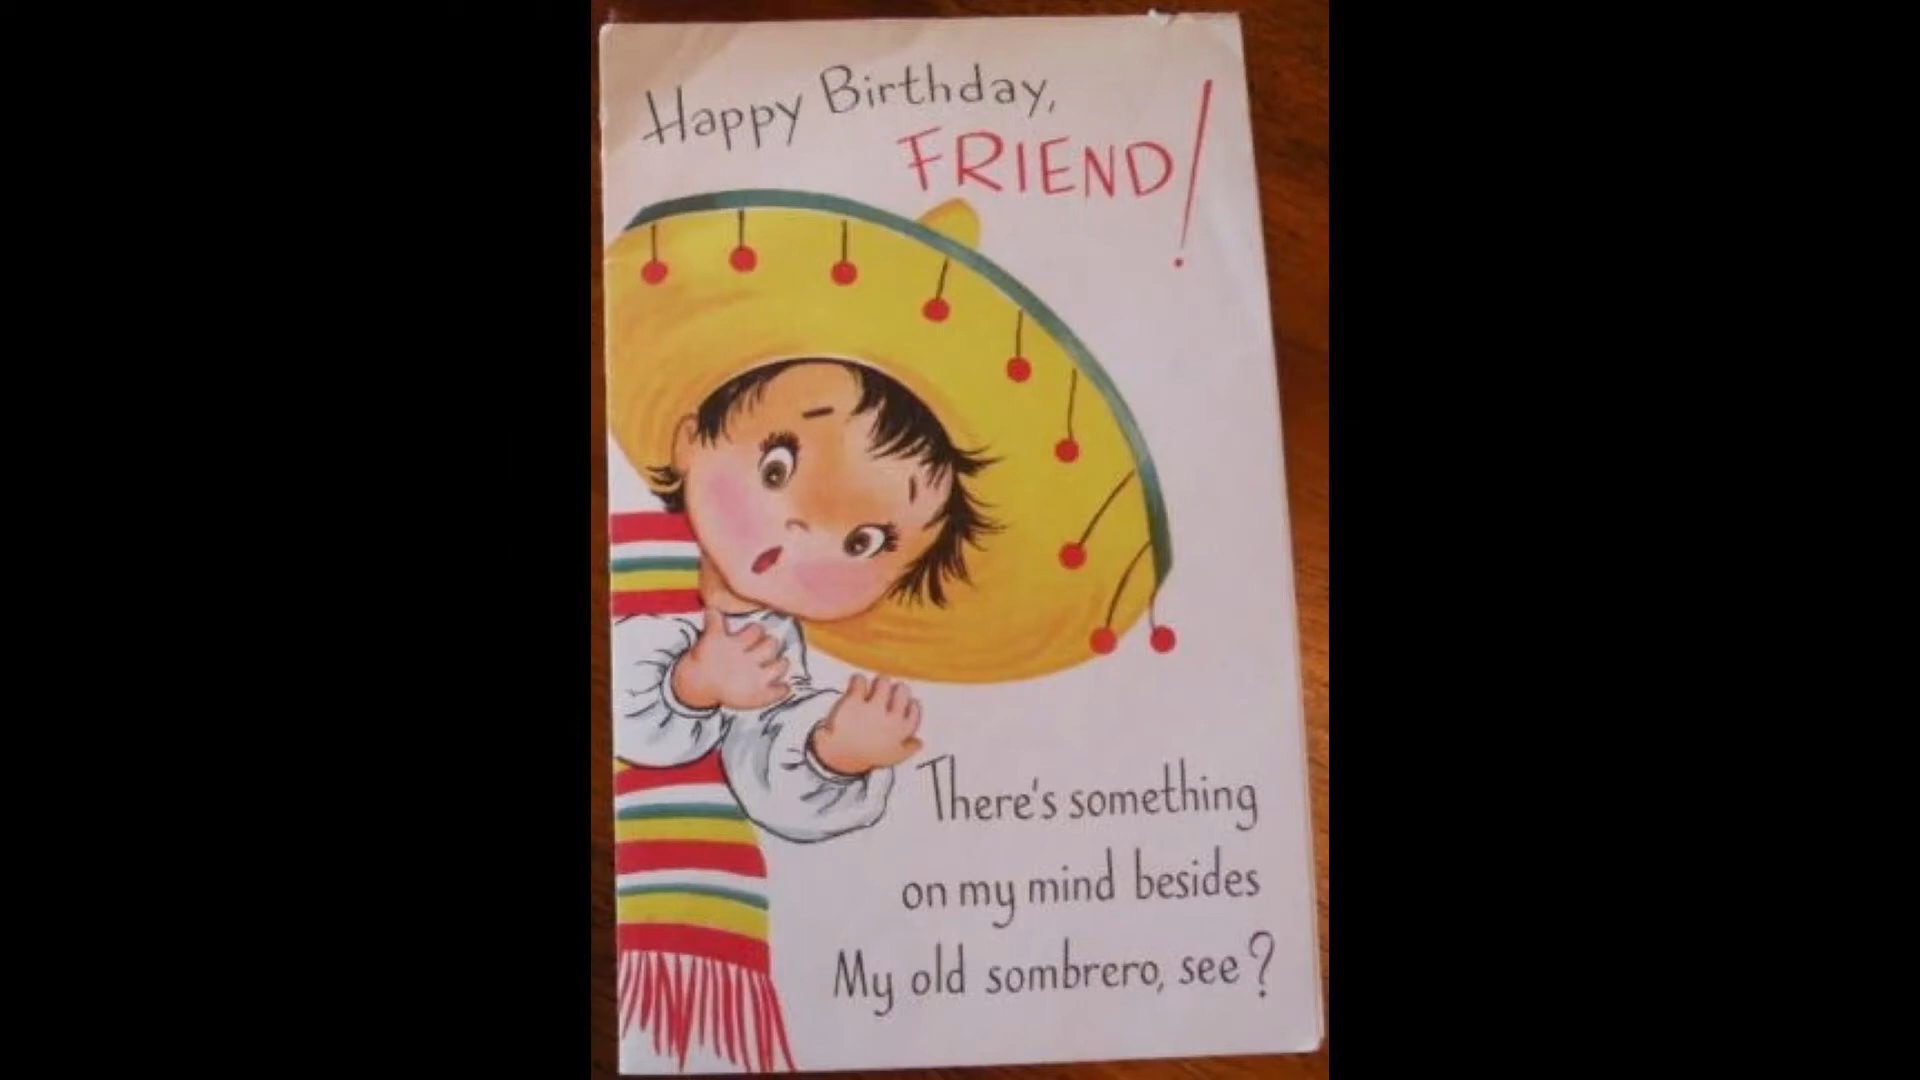 Happy Birthday,
FRIEND!
There's something
on my mind besides
My old sombrero, see?